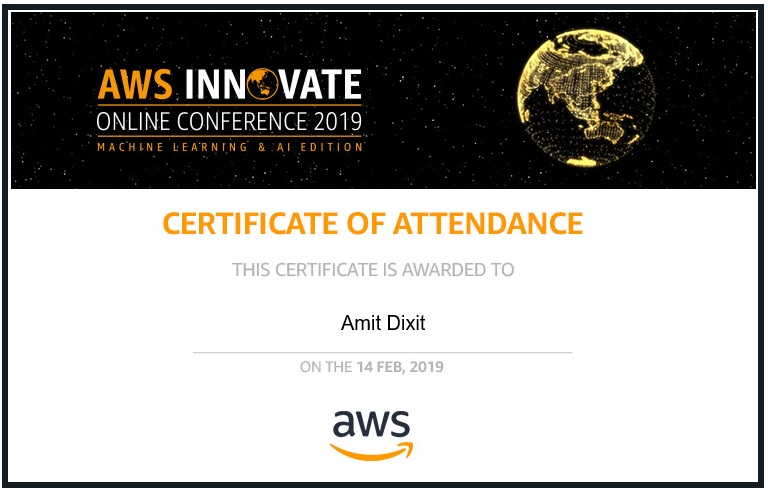 AWS INNOVATE
ONLINE CONFERENCE 2019
MACHINE LEARNING & AI EDITION
CERTIFICATE OF ATTENDANCE
THIS CERTIFICATE IS AWARDED TO
Amit Dixit
ON THE 14 FEB, 2019
aws